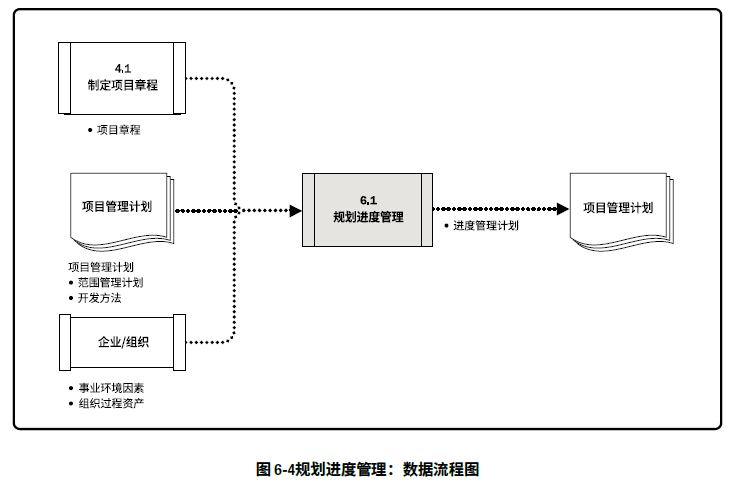 4.1
制定项目章程
• 项目章程
项目管理计划
项目管理计划
• 范围管理计划
• 开发方法
企业/组织
• 事业环境因素
• 组织过程资产
6.1
规划进度管理
• 进度管理计划
项目管理计划
图 6-4规划进度管理：数据流程图